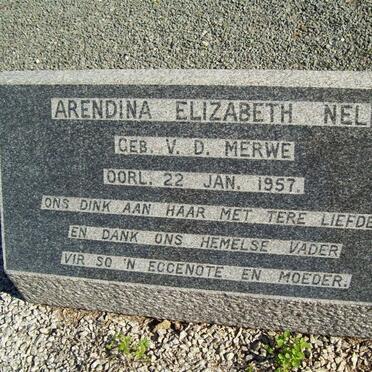 ARENDINA ELIZABETH NEL
GEB. V. D. MERWE
OORL. 22 JAN. 1957.
ONS DINK AAN HAAR MET TERE LIEFDE
EN DANK ONS HEMELSE VADER
VIR SO 'N EGGENOTE EN MOEDER.